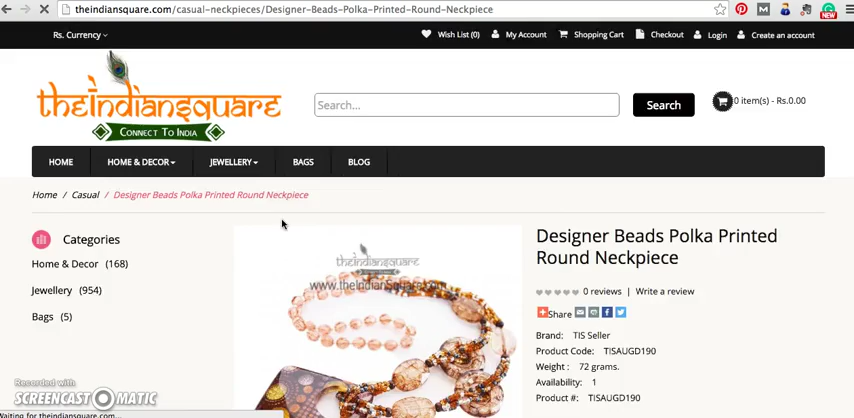 theindiansquare.com/casual-neckpieces/Designer-Beads-Polka-Printed-Round-Neckpiece
NEW
Rs. Currency
Wish List (0)
My Account
Shopping Cart
Checkout
Login
Create an account
theindiansquare
CONNECT TO INDIA
Search...
Search
0 item(s) - Rs.0.00
HOME
HOME & DECOR
JEWELLERY
BAGS
BLOG
Home / Casual / Designer Beads Polka Printed Round Neckpiece
Categories
Home & Decor (168)
Jewellery (954)
Bags (5)
theindiansquare
www.theindiansquare.com
Designer Beads Polka Printed
Round Neckpiece
0 reviews | Write a review
Share
Brand: TIS Seller
Product Code: TISAUGD190
Weight : 72 grams.
Availability: 1
Product #: TISAUGD190
Recorded with
SCREENCAST-O-MATIC
Waiting for theindiansquare.com...